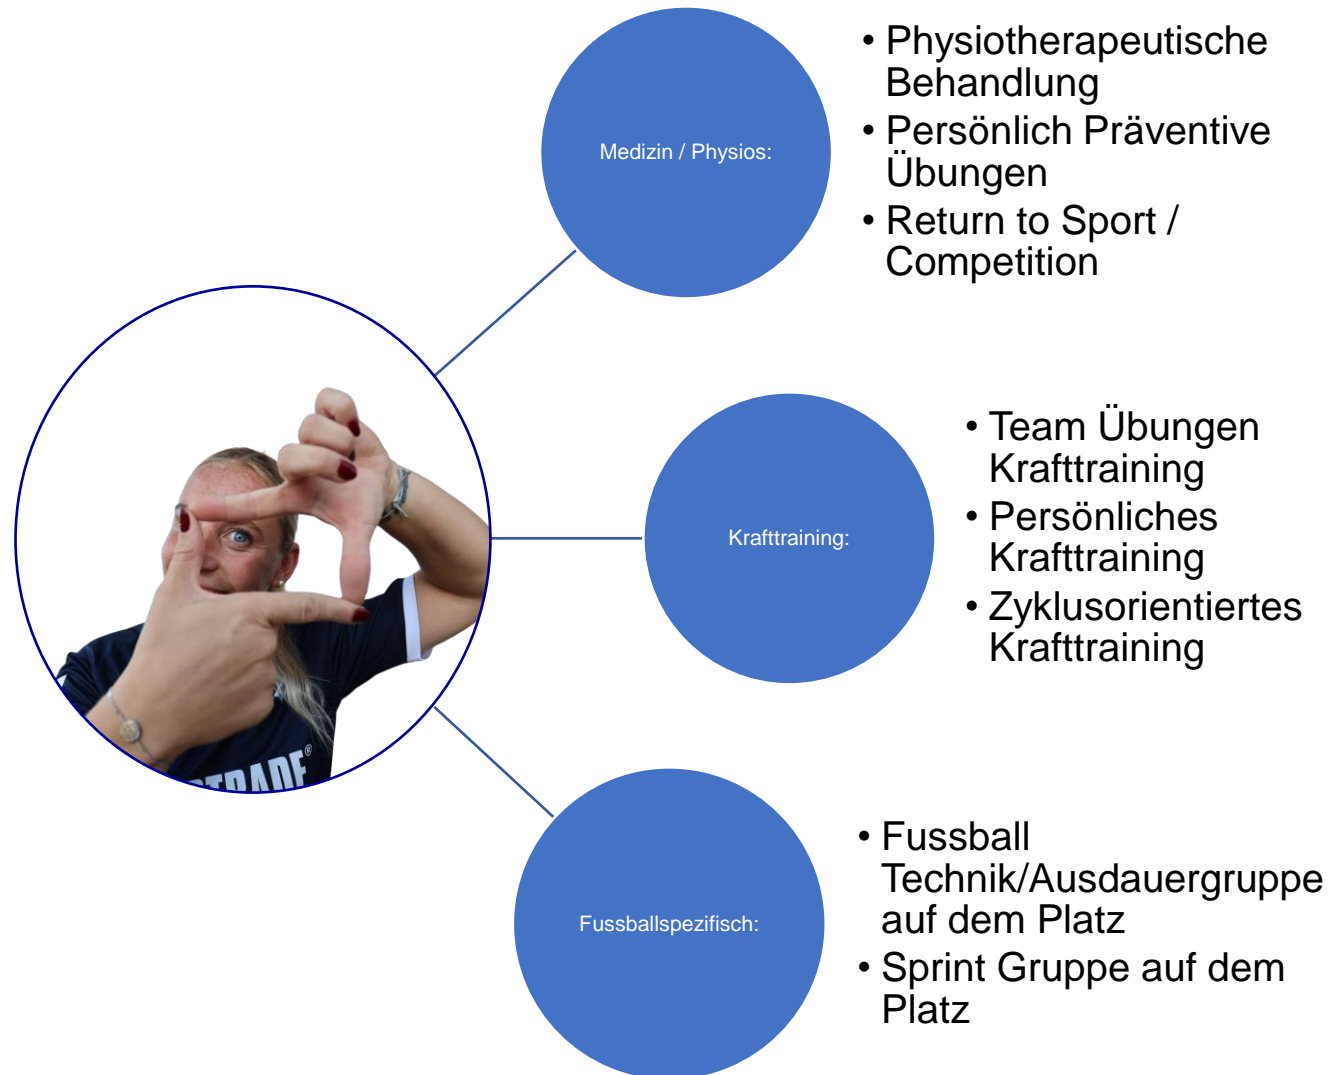 Medizin / Physios:
• Physiotherapeutische
Behandlung
• Persönlich Präventive
Übungen
• Return to Sport /
Competition
Krafttraining:
• Team Übungen
Krafttraining
• Persönliches
Krafttraining
• Zyklusorientiertes
Krafttraining
Fussballspezifisch:
• Fussball
Technik/Ausdauergruppe
auf dem Platz
• Sprint Gruppe auf dem
Platz